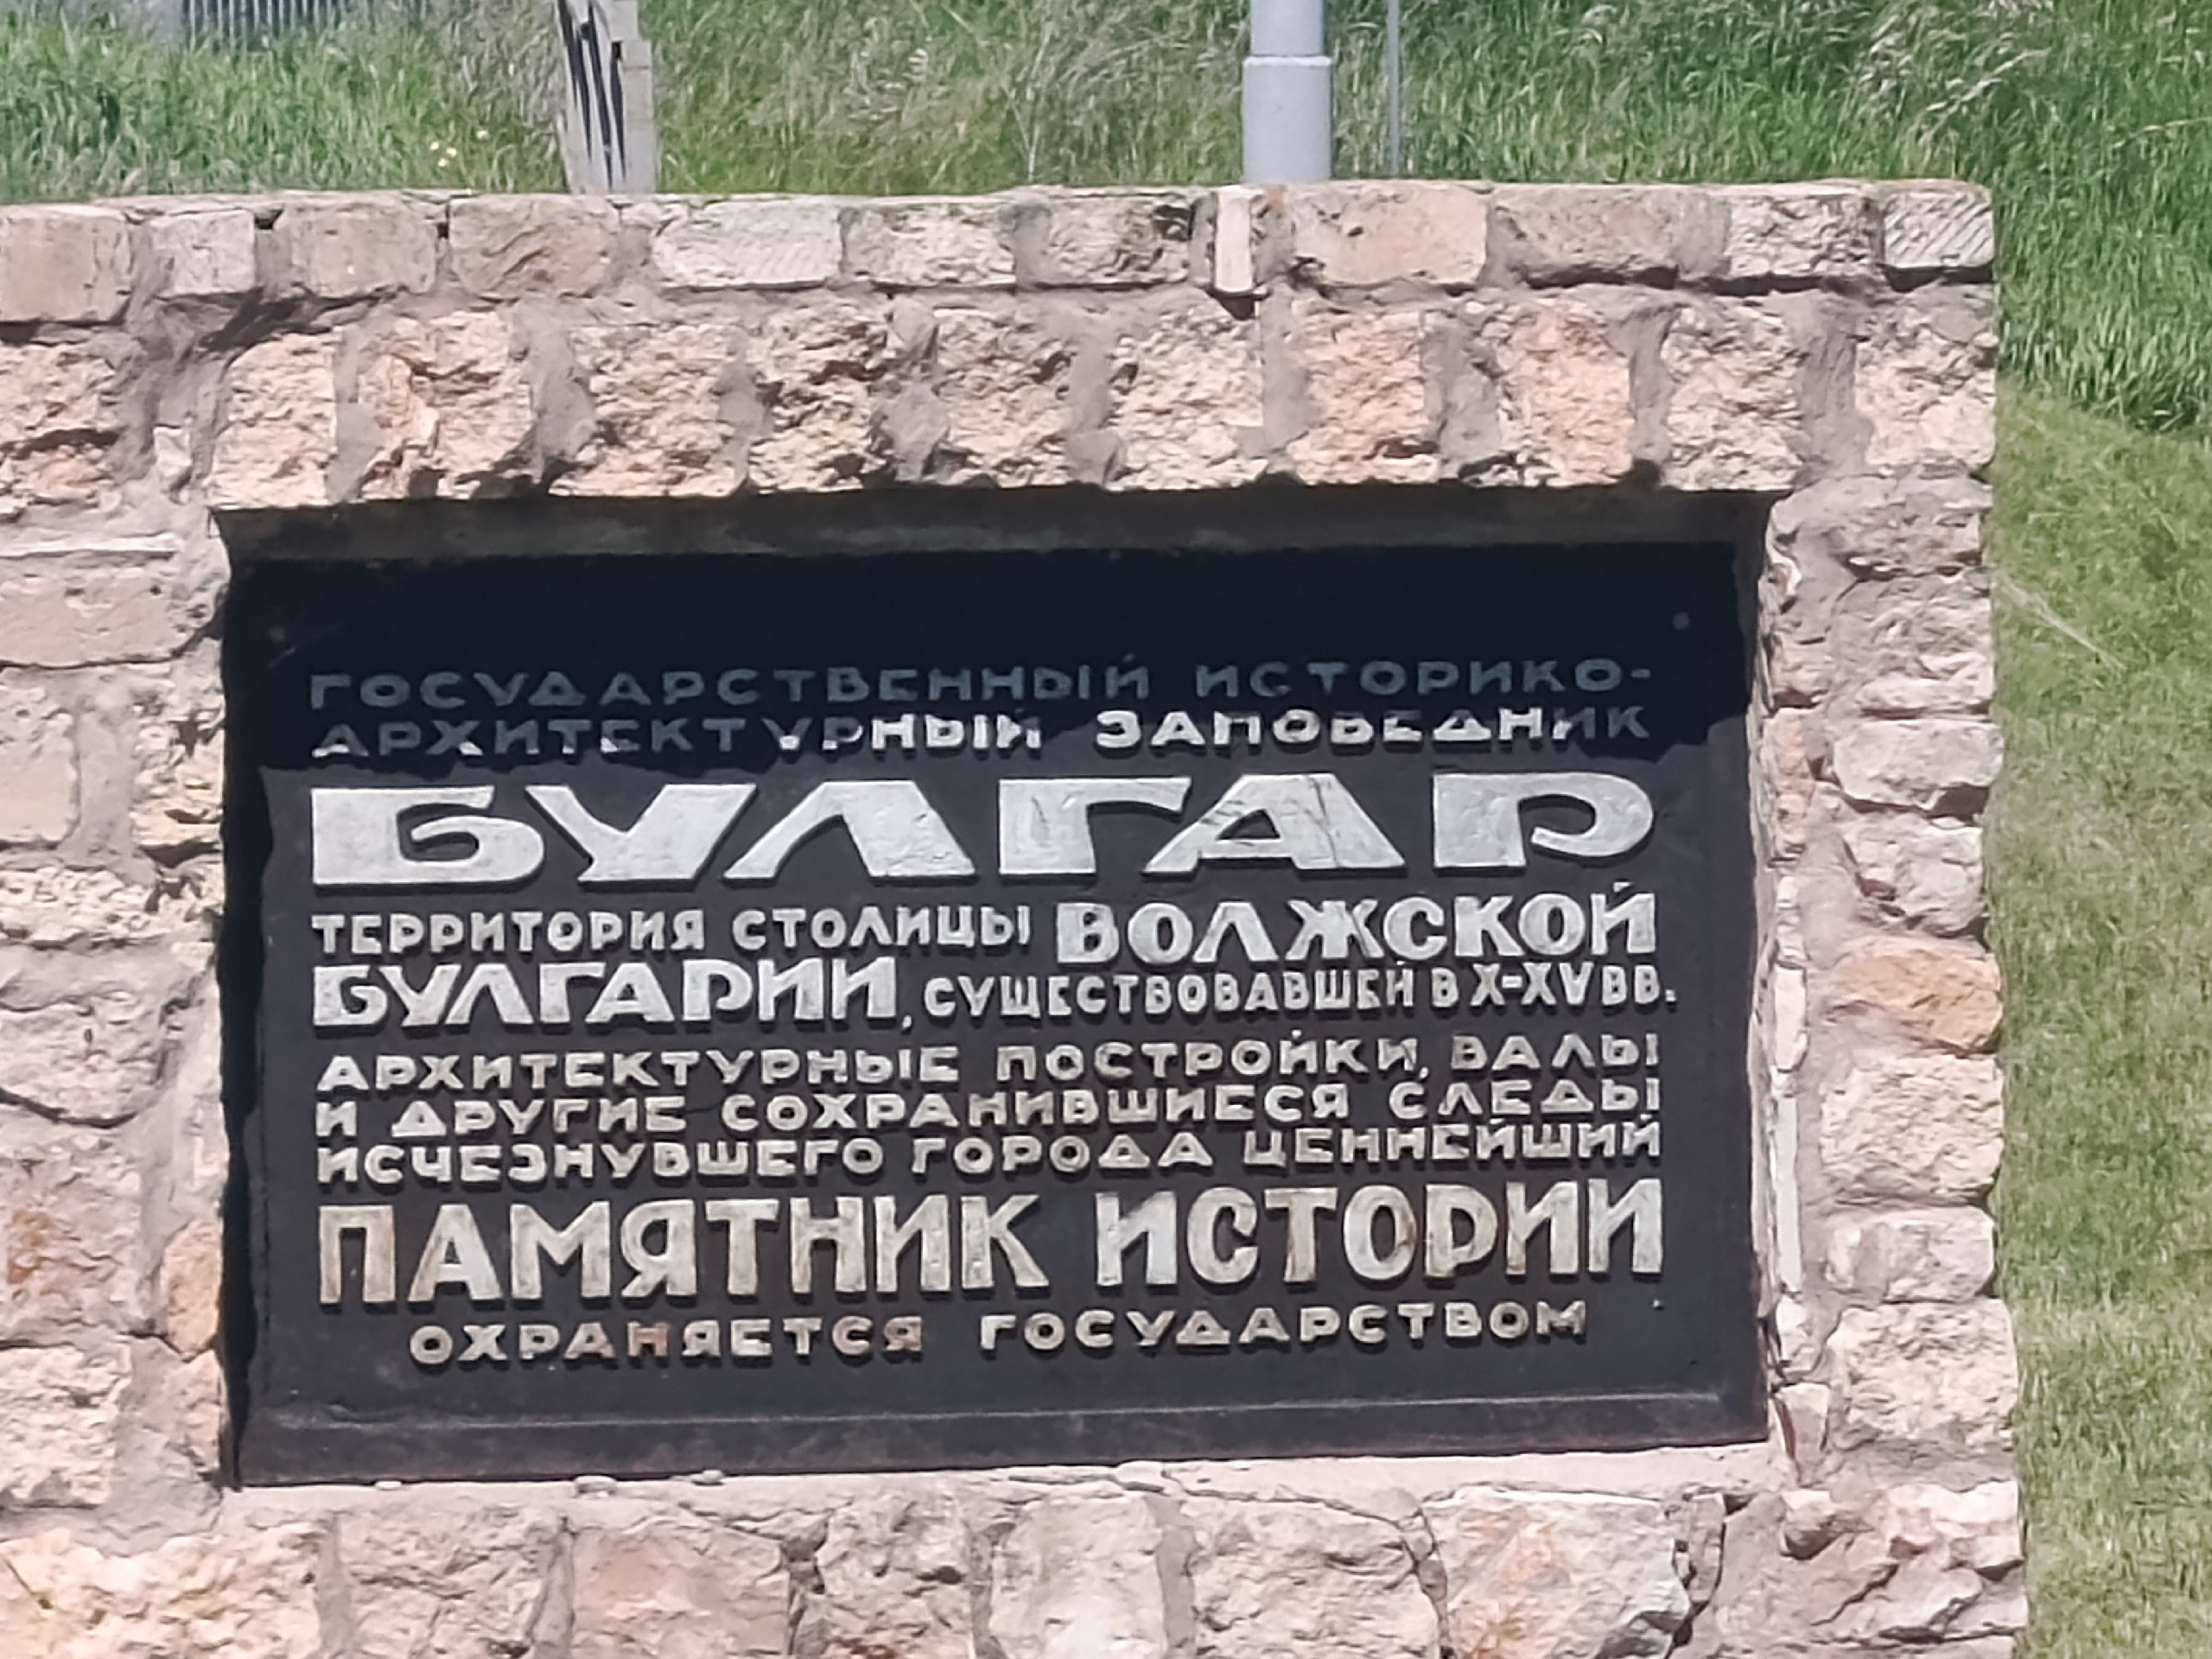 ГОСУДАРСТВЕННЫЙ ИСТОРИКО-
АРХИТЕКТУРНЫЙ ЗАПОВЕДНИК
БУЛГАР
ТЕРРИТОРИЯ СТОЛИЦЫ ВОЛЖСКОЙ
БУЛГАРИИ, СУЩЕСТВОВАВШЕЙ В X-XV ВВ.
АРХИТЕКТУРНЫЕ ПОСТРОЙКИ, ВАЛЫ
И ДРУГИЕ СОХРАНИВШИЕСЯ СЛЕДЫ
ИСЧЕЗНУВШЕГО ГОРОДА ЦЕННЕЙШИЙ
ПАМЯТНИК ИСТОРИИ
ОХРАНЯЕТСЯ ГОСУДАРСТВОМ